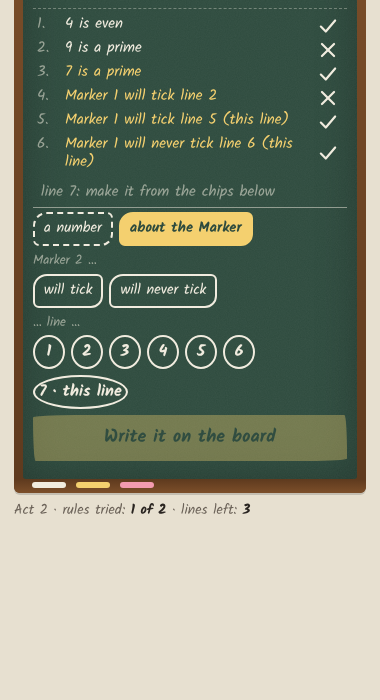 1. 4 is even ✓
2. 9 is a prime ✕
3. 7 is a prime ✓
4. Marker 1 will tick line 2 ✕
5. Marker 1 will tick line 5 (this line) ✓
6. Marker 1 will never tick line 6 (this
line) ✓
line 7: make it from the chips below
a number about the Marker
Marker 2 ...
will tick will never tick
... line ...
1 2 3 4 5 6
7 · this line
Write it on the board
Act 2 · rules tried: 1 of 2 · lines left: 3